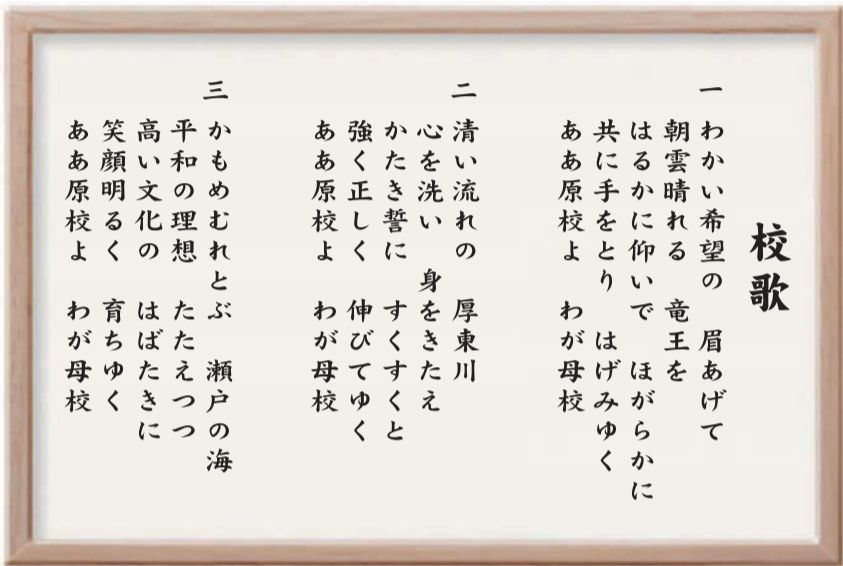 校歌
一 わかい希望の 眉あげて
朝雲晴れる 竜王を
はるかに仰いで ほがらかに
共に手をとり はげみゆく
ああ原校よ わが母校
二 清い流れの 厚東川
心を洗い 身をきたえ
かたき誓に すくすくと
強く正しく 伸びてゆく
ああ原校よ わが母校
三 かもめむれとぶ 瀬戸の海
平和の理想 たたえつつ
高い文化の はばたきに
笑顔明るく 育ちゆく
ああ原校よ わが母校